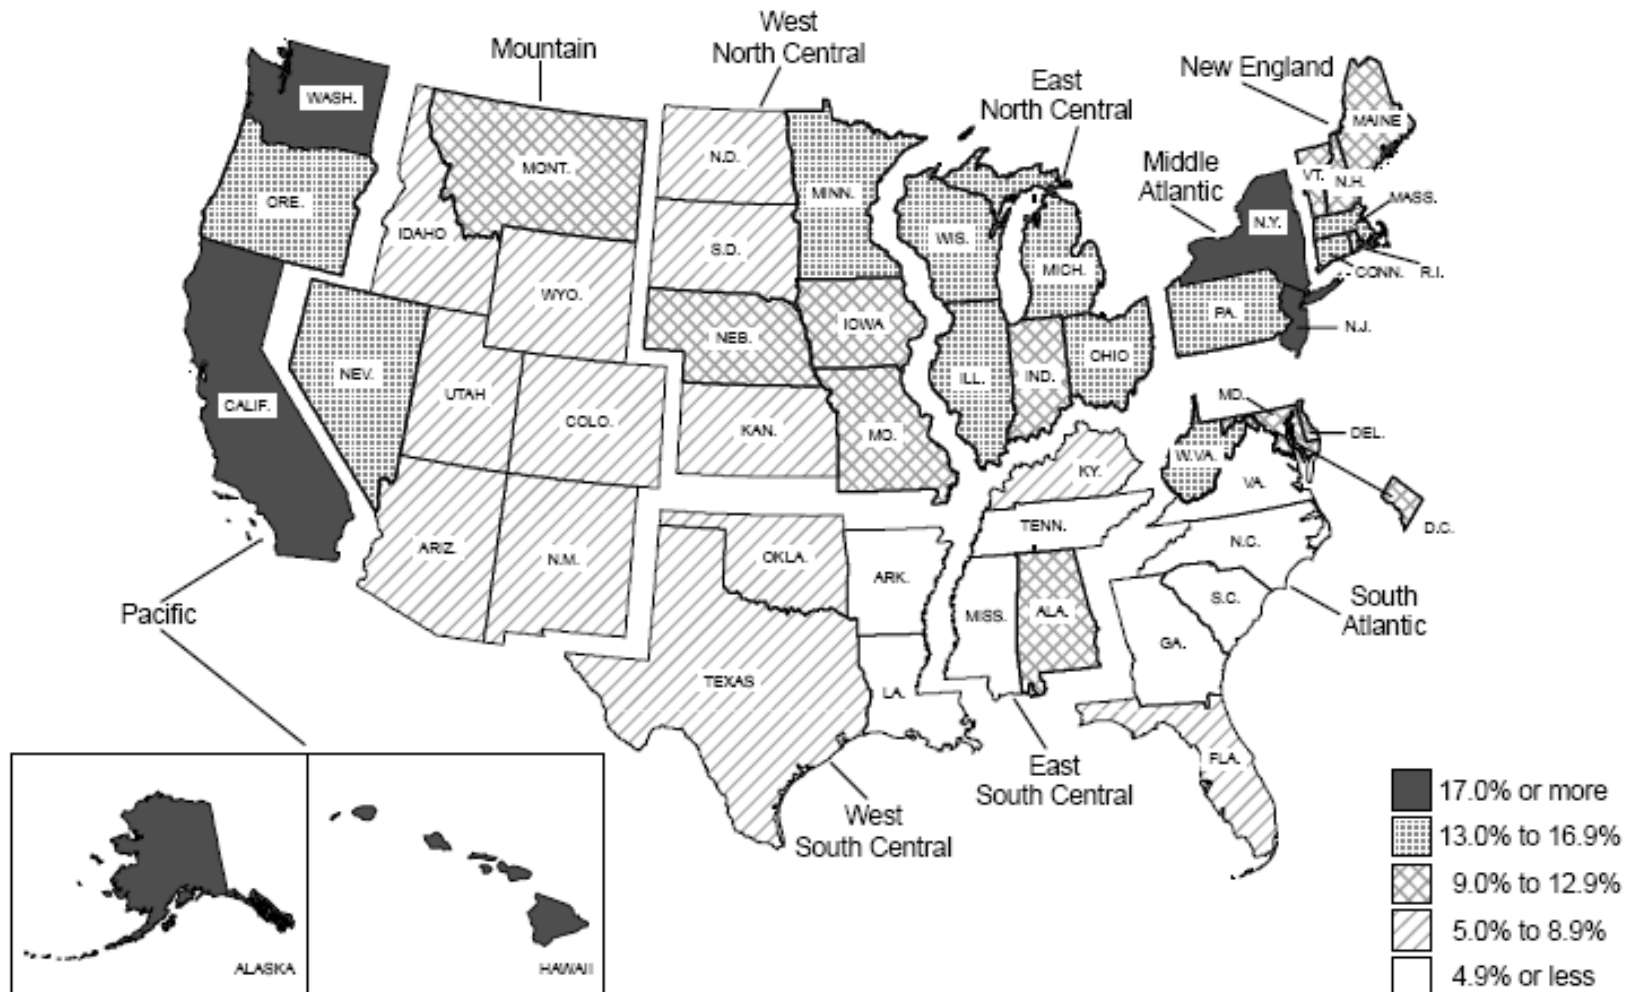 West
North Central
Mountain
New England
East
North Central
Middle
Atlantic
WASH.
MONT.
N.D.
MINN.
MAINE
VT.
N.H.
MASS.
ORE.
IDAHO
S.D.
WIS.
MICH.
N.Y.
CONN.
R.I.
WYO.
NEB.
IOWA
PA.
N.J.
NEV.
UTAH
COLO.
KAN.
MO.
ILL.
IND.
OHIO
CALIF.
MD.
DEL.
W.VA.
VA.
KY.
D.C.
ARIZ.
N.M.
OKLA.
ARK.
TENN.
N.C.
Pacific
MISS.
ALA.
GA.
S.C.
South
Atlantic
TEXAS
LA.
FLA.
East
South Central
West
South Central
ALASKA
HAWAII
17.0% or more
13.0% to 16.9%
9.0% to 12.9%
5.0% to 8.9%
4.9% or less